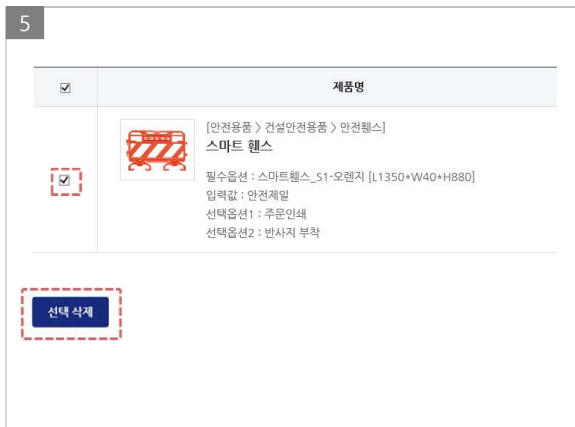 5
제품명
[안전용품 > 건설안전용품 > 안전휀스]
스마트 휀스
필수옵션 : 스마트휀스_S1-오렌지 [L1350*W40*H880]
입력값 : 안전제일
선택옵션1 : 주문인쇄
선택옵션2 : 반사지 부착
선택 삭제